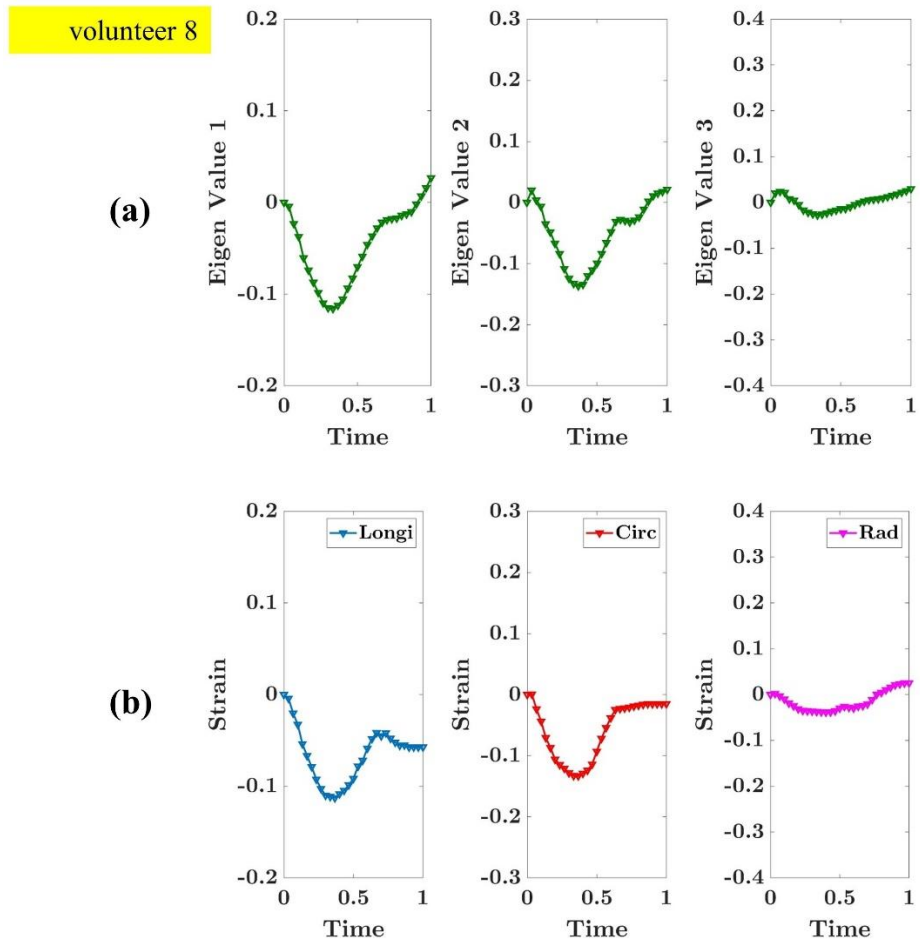 volunteer 8
(a)
Eigen Value 1
0.2
0.1
0
-0.1
-0.2
0 0.5 1
Time
Eigen Value 2
0.3
0.2
0.1
0
-0.1
-0.2
-0.3
0 0.5 1
Time
Eigen Value 3
0.4
0.3
0.2
0.1
0
-0.1
-0.2
-0.3
-0.4
0 0.5 1
Time
(b)
Strain
0.2
0.1
0
-0.1
-0.2
Longi
0 0.5 1
Time
Strain
0.3
0.2
0.1
0
-0.1
-0.2
-0.3
Circ
0 0.5 1
Time
Strain
0.4
0.3
0.2
0.1
0
-0.1
-0.2
-0.3
-0.4
Rad
0 0.5 1
Time